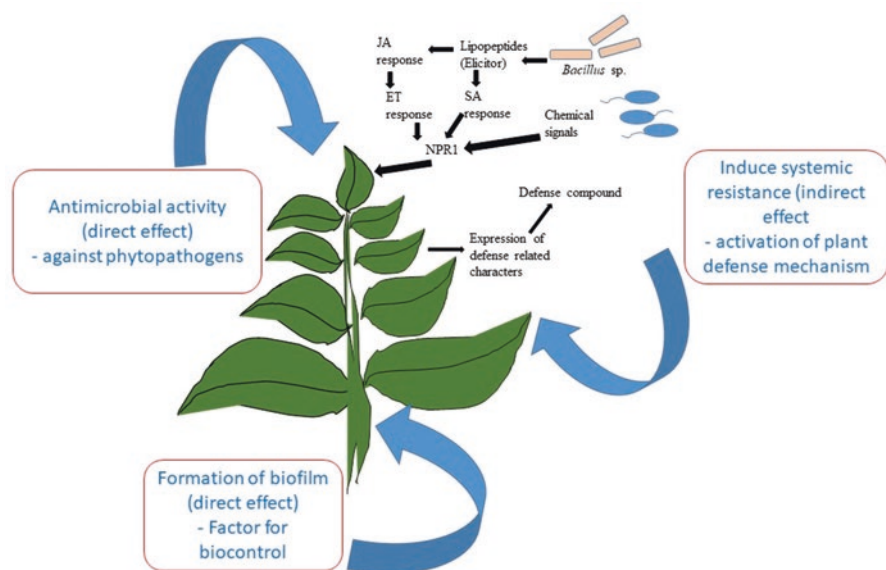 JA
response
Lipopeptides
(Elicitor)
Bacillus sp.
ET
response
SA
response
Chemical
signals
NPR1
Antimicrobial activity
(direct effect)
- against phytopathogens
Induce systemic
resistance (indirect
effect
- activation of plant
defense mechanism
Defense compound
Expression of
defense related
characters
Formation of biofilm
(direct effect)
- Factor for
biocontrol